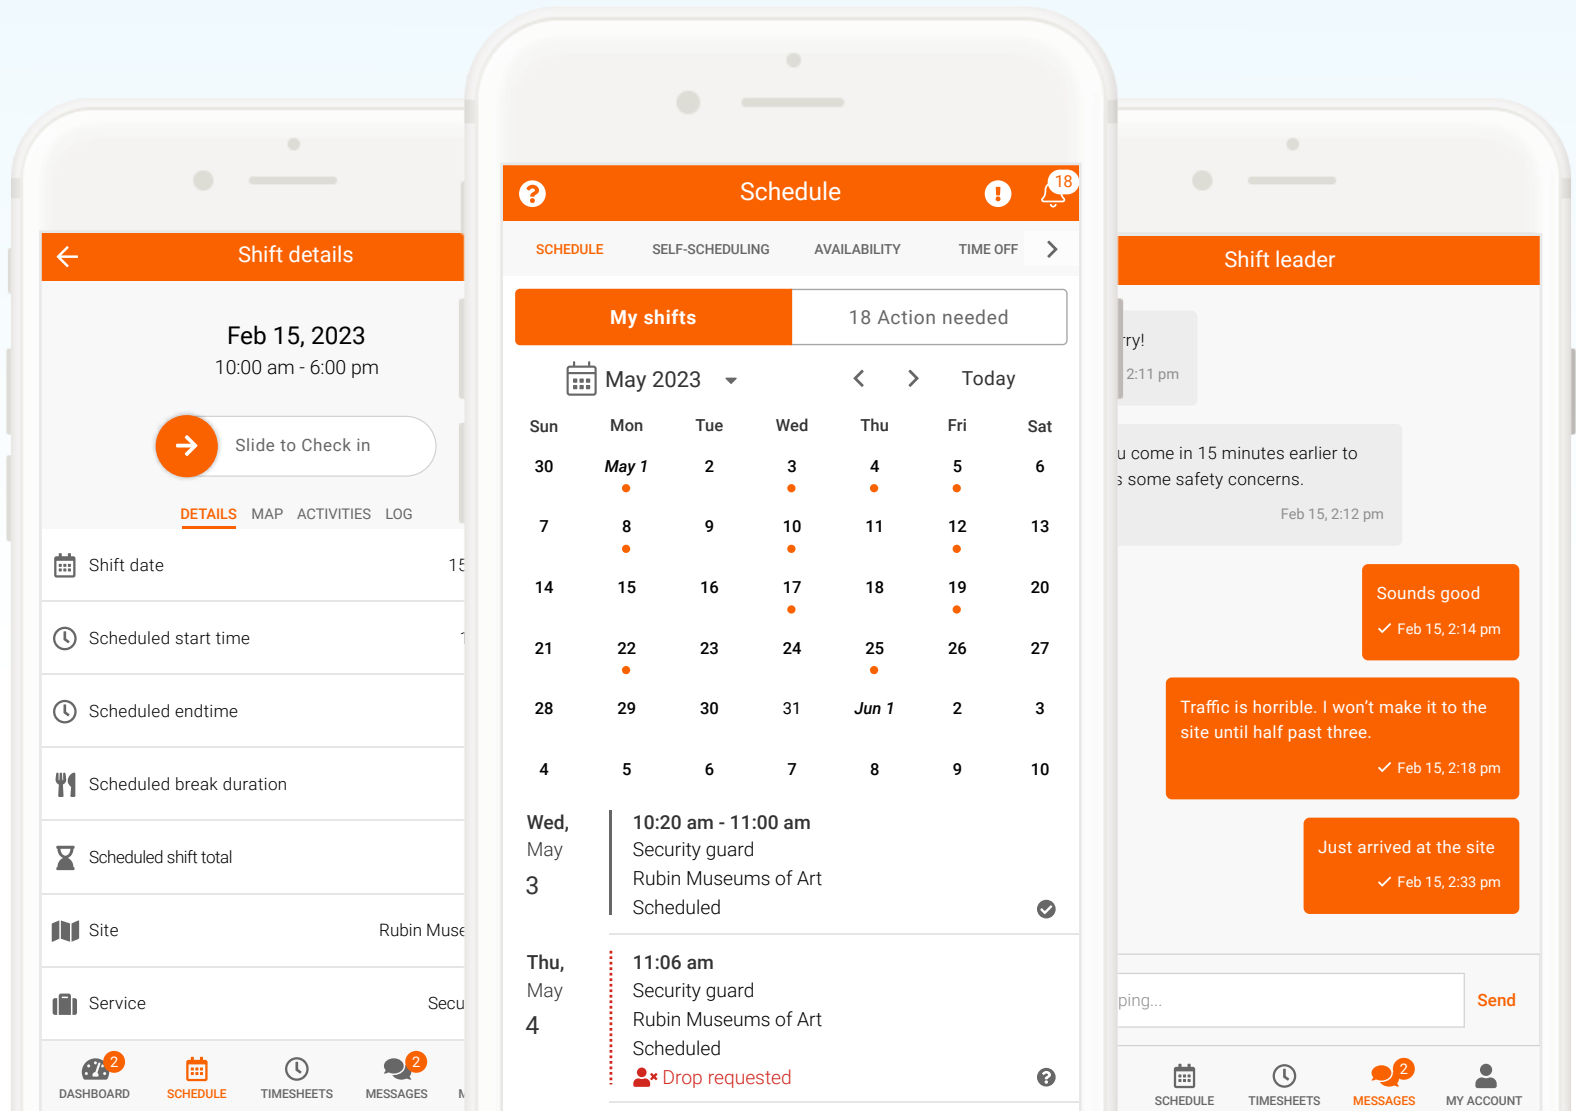 Shift details
Feb 15, 2023
10:00 am - 6:00 pm
Slide to Check in
DETAILS MAP ACTIVITIES LOG
Shift date 15
Scheduled start time
Scheduled endtime
Scheduled break duration
Scheduled shift total
Site Rubin
Service
2 2
DASHBOARD SCHEDULE TIMESHEETS MESSAGES
Schedule 18
SCHEDULE SELF-SCHEDULING AVAILABILITY TIME OFF
My shifts 18 Action needed
May 2023 Today
Sun Mon Tue Wed Thu Fri Sat
30 May 1 2 3 4 5 6
7 8 9 10 11 12 13
14 15 16 17 18 19 20
21 22 23 24 25 26 27
28 29 30 31 Jun 1 2 3
4 5 6 7 8 9 10
Wed, 10:20 am - 11:00 am
May Security guard
3 Rubin Museums of Art
Scheduled
Thu, 11:06 am
May Security guard
4 Rubin Museums of Art
Scheduled
Drop requested
Shift leader
2:11 pm
come in 15 minutes earlier to
some safety concerns.
Feb 15, 2:12 pm
Sounds good
Feb 15, 2:14 pm
Traffic is horrible. I won't make it to the
site until half past three.
Feb 15, 2:18 pm
Just arrived at the site
Feb 15, 2:33 pm
Send
2
SCHEDULE TIMESHEETS MESSAGES MY ACCOUNT